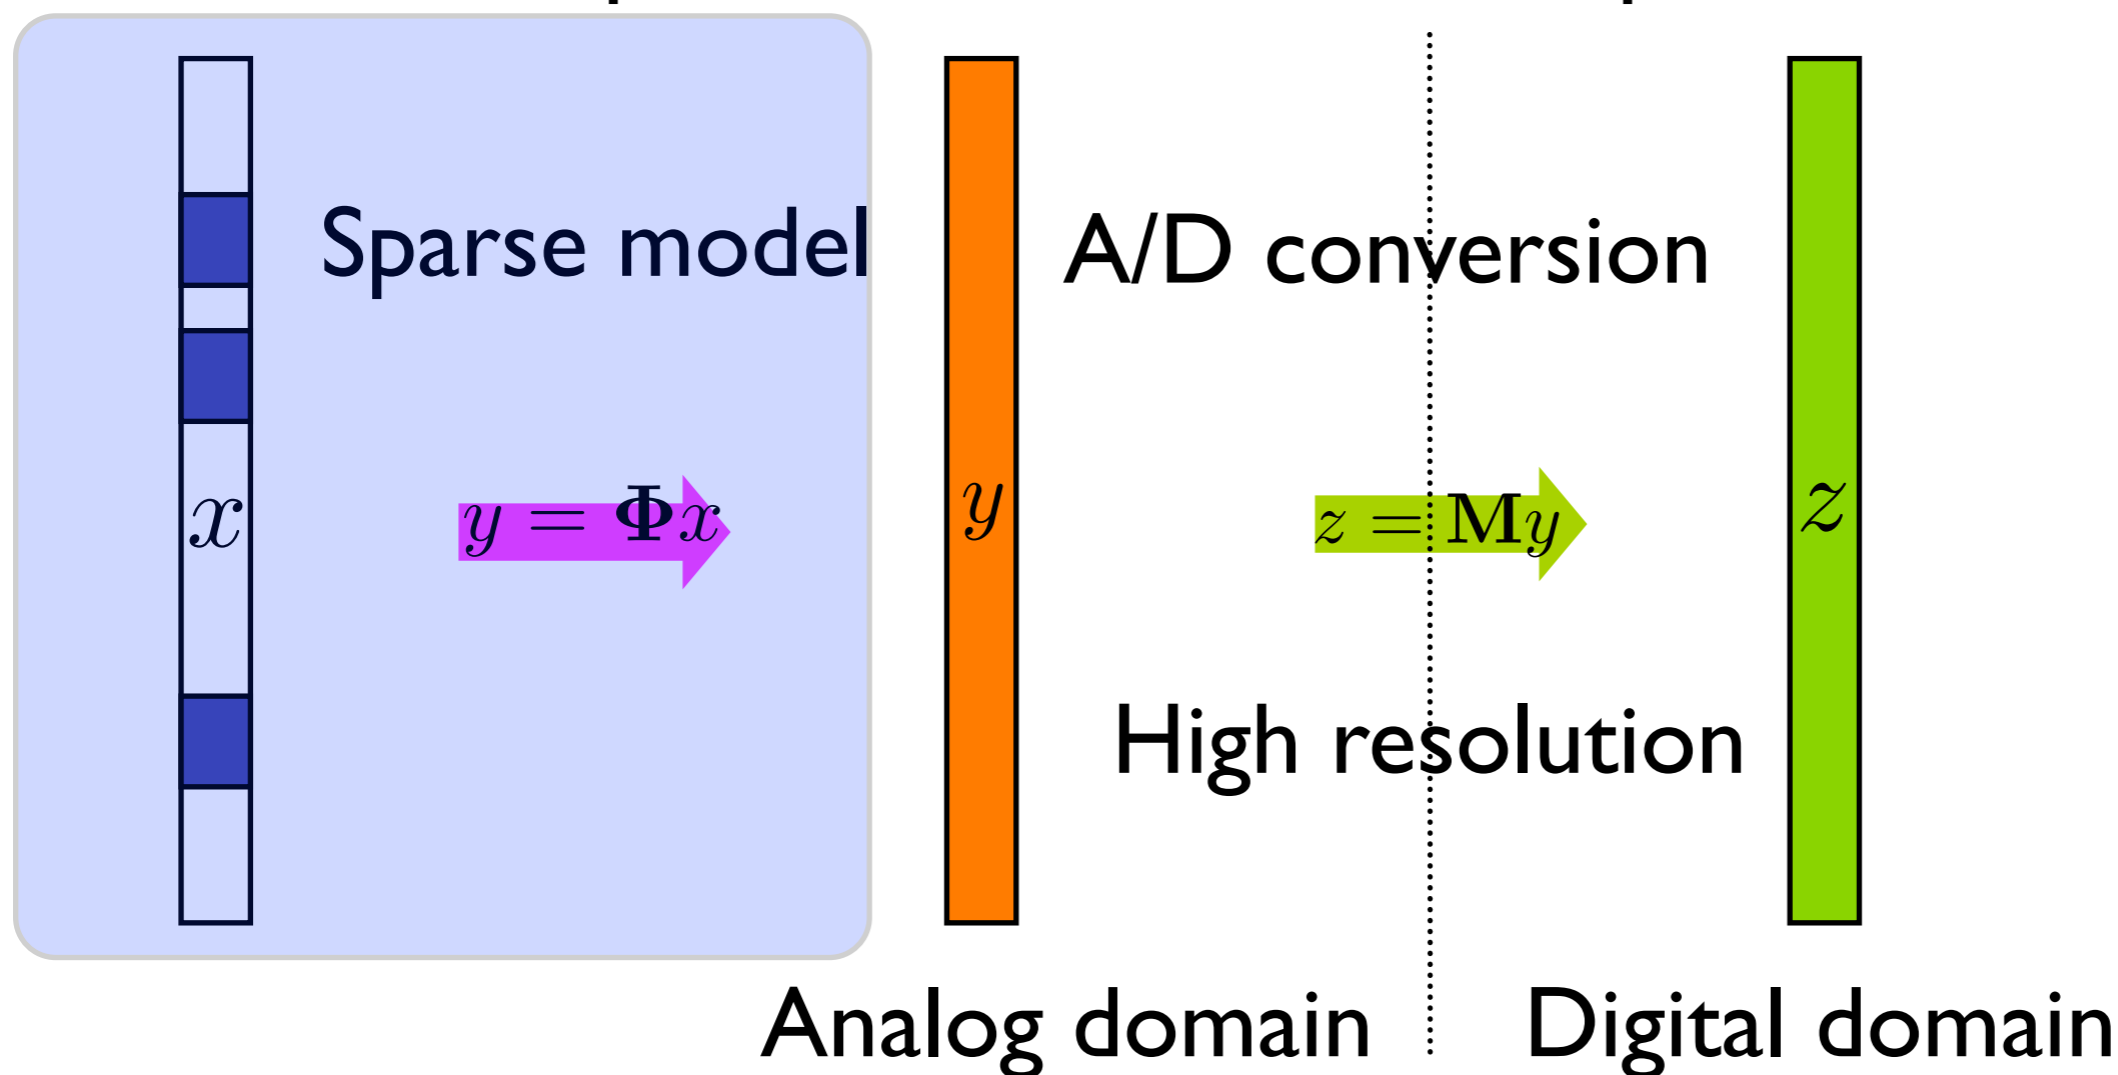 Sparse model
A/D conversion
x
y = Φx
y
z = My
z
High resolution
Analog domain
Digital domain